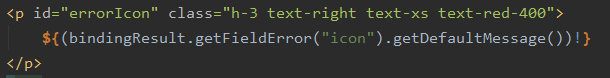 <p id="errorIcon" class="h-3 text-right text-xs text-red-400">
${(bindingResult.getFieldError("icon").getDefaultMessage())!}
</p>